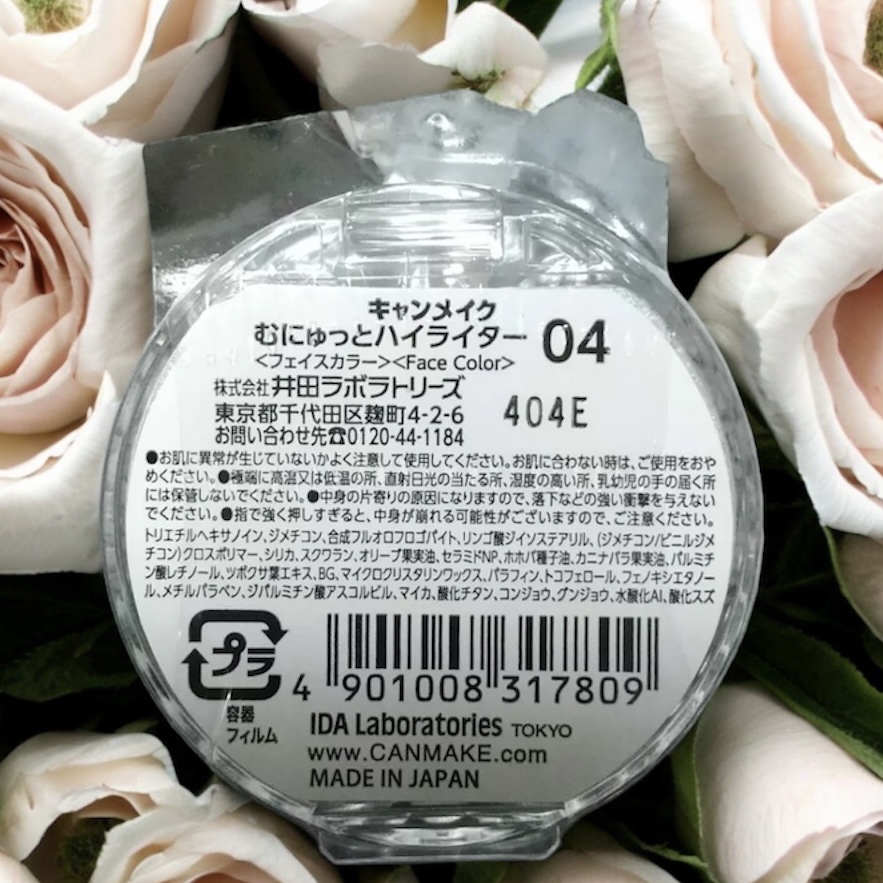 キャンメイク
むにゅっとハイライター 04
<フェイスカラー><Face Color>
株式会社 井田ラボラトリーズ
東京都千代田区麹町4-2-6 404E
お問い合わせ先☎0120-44-1184
●お肌に異常が生じていないかよく注意して使用してください。お肌に合わない時は、ご使用をおや
めください。●極端に高温又は低温の所、直射日光の当たる所、湿度の高い所、乳幼児の手の届く所
には保管しないでください。●中身の片寄りの原因になりますので、落下などの強い衝撃を与えない
でください。●指で強く押しすぎると、中身が崩れる可能性がございますので、ご注意ください。
トリエチルヘキサノイン、ジメチコン、合成フルオロフロゴパイト、リンゴ酸ジイソステアリル、(ジメチコン/ビニルジメ
チコン)クロスポリマー、シリカ、スクワラン、オリーブ果実油、セラミドNP、ホホバ種子油、カニナバラ果実油、パルミチ
ン酸レチノール、ツボクサ葉エキス、BG、マイクロクリスタリンワックス、パラフィン、トコフェロール、フェノキシエタノー
ル、メチルパラベン、ジパルミチン酸アスコルビル、マイカ、酸化チタン、コンジョウ、グンジョウ、水酸化Al、酸化スズ
プラ
容器
フィルム
4 901008 317809
IDA Laboratories TOKYO
www.CANMAKE.com
MADE IN JAPAN